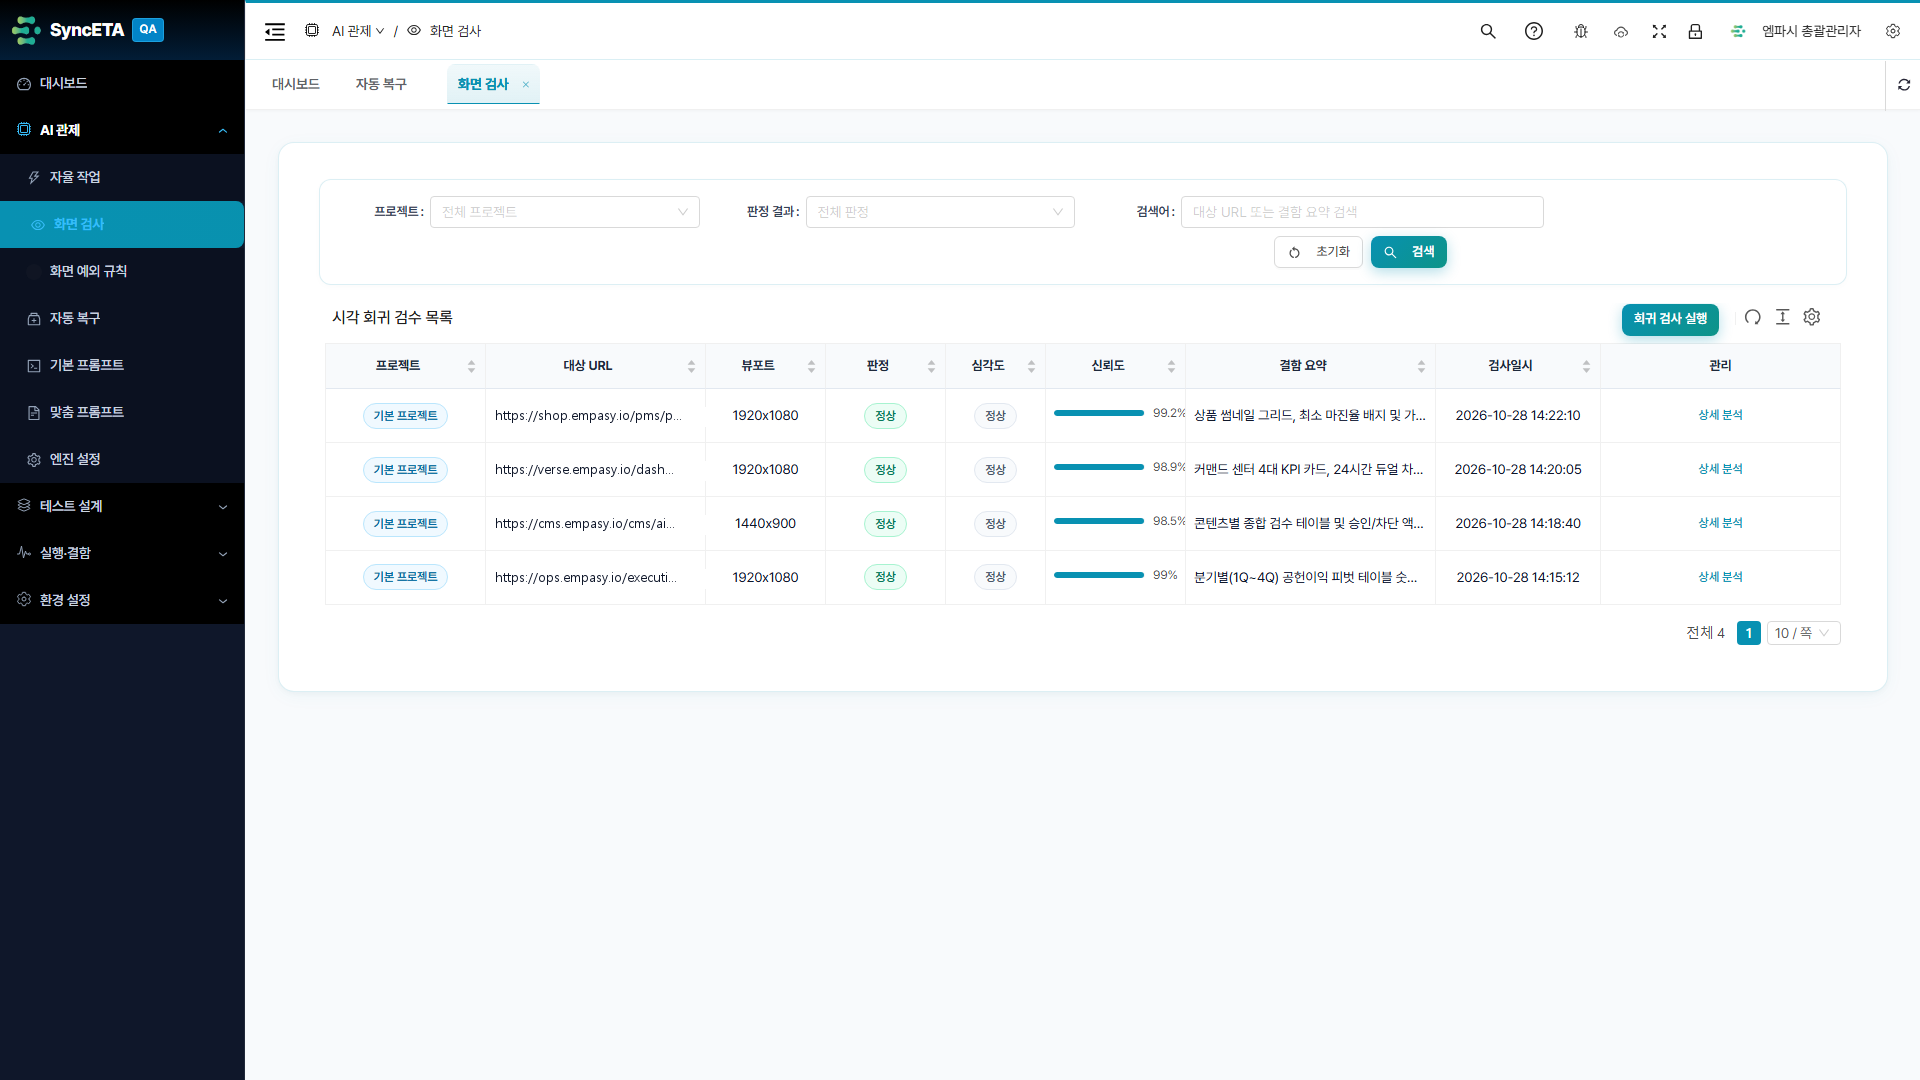 SyncETA QA
대시보드
AI 관제
자율 작업
화면 검사
화면 예외 규칙
자동 복구
기본 프롬프트
맞춤 프롬프트
엔진 설정
테스트 설계
실행·결함
환경 설정
AI 관제 / 화면 검사
엠파시 총괄관리자
대시보드 자동 복구 화면 검사 ×
프로젝트 : 전체 프로젝트 판정 결과 : 전체 판정 검색어 : 대상 URL 또는 결함 요약 검색
초기화 검색
시각 회귀 검수 목록
회귀 검사 실행
프로젝트 대상 URL 뷰포트 판정 심각도 신뢰도 결함 요약 검사일시 관리
기본 프로젝트 https://shop.empasy.io/pms/p... 1920x1080 정상 정상 99.2% 상품 썸네일 그리드, 최소 마진율 배지 및 가... 2026-10-28 14:22:10 상세 분석
기본 프로젝트 https://verse.empasy.io/dash... 1920x1080 정상 정상 98.9% 커맨드 센터 4대 KPI 카드, 24시간 듀얼 차... 2026-10-28 14:20:05 상세 분석
기본 프로젝트 https://cms.empasy.io/cms/ai... 1440x900 정상 정상 98.5% 콘텐츠별 종합 검수 테이블 및 승인/차단 액... 2026-10-28 14:18:40 상세 분석
기본 프로젝트 https://ops.empasy.io/executi... 1920x1080 정상 정상 99% 분기별(1Q~4Q) 공헌이익 피벗 테이블 숫... 2026-10-28 14:15:12 상세 분석
전체 4 1 10 / 쪽